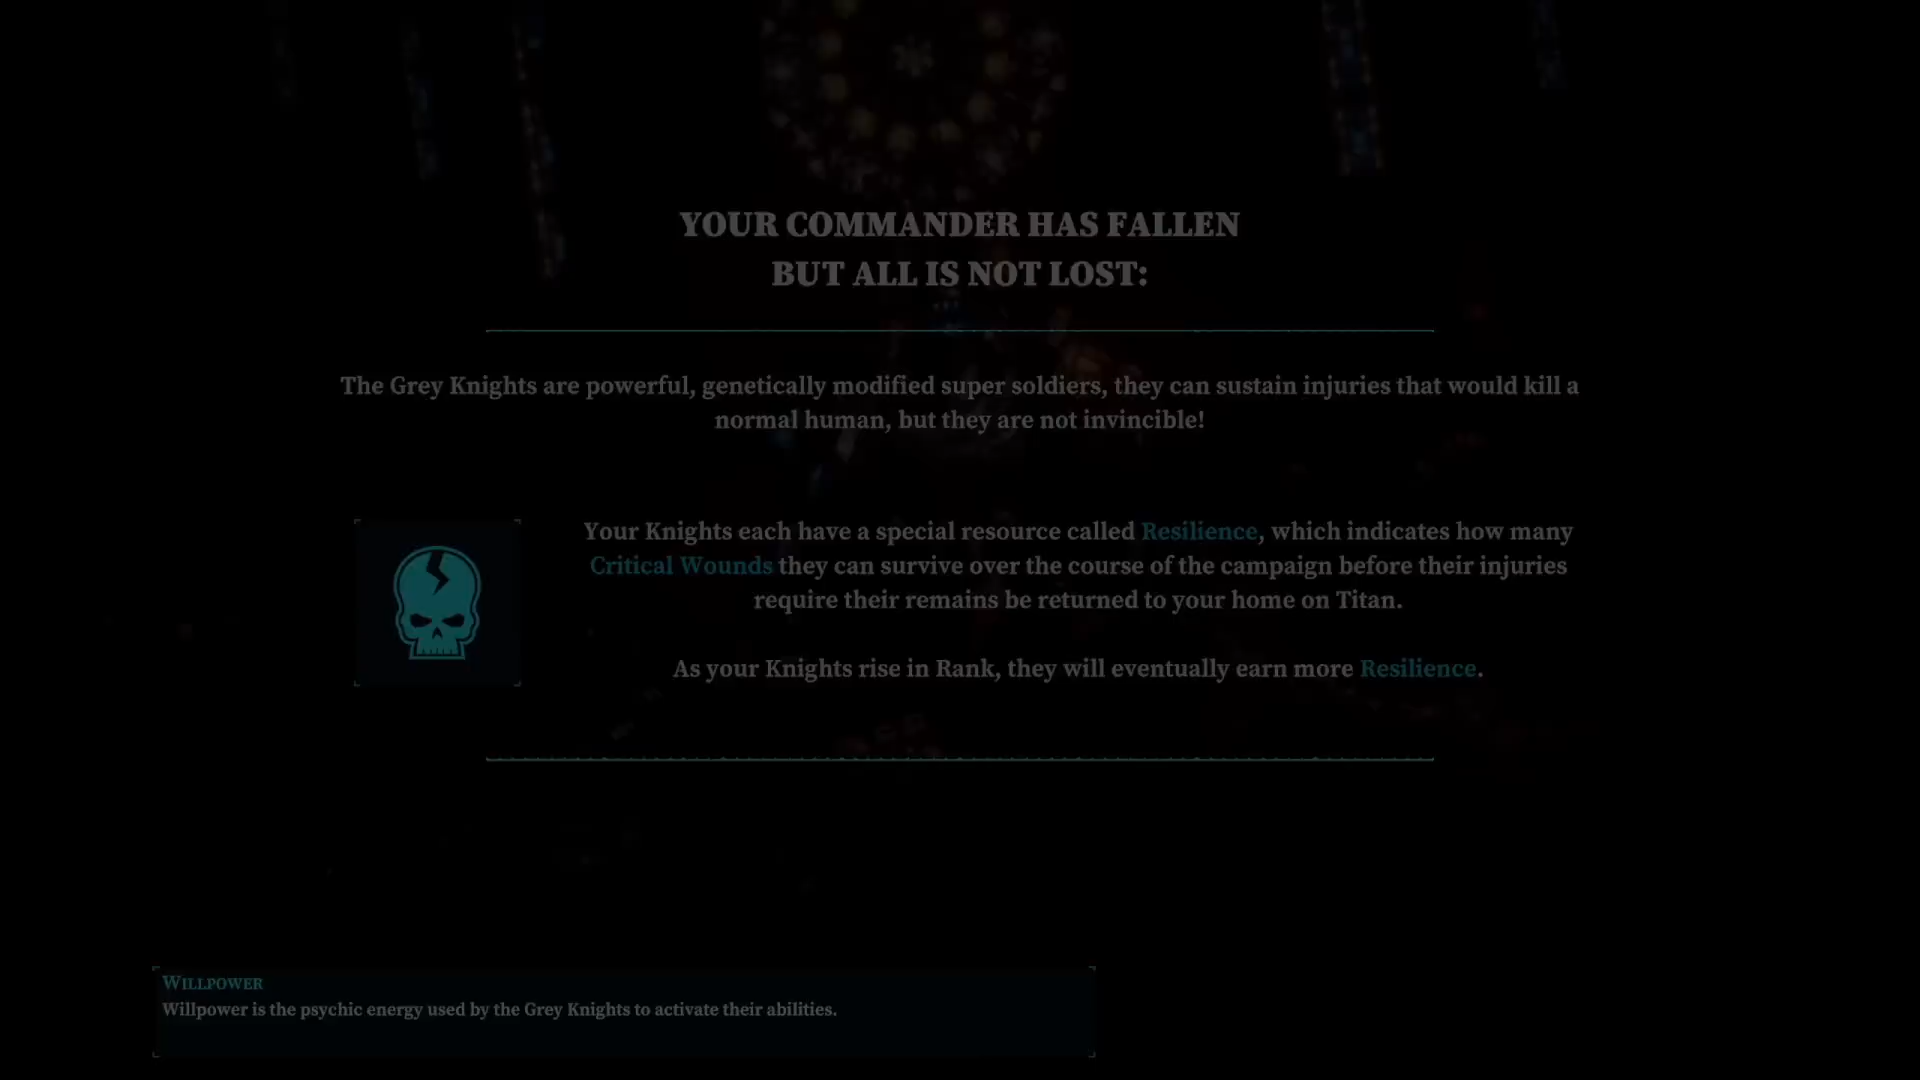 YOUR COMMANDER HAS FALLEN
BUT ALL IS NOT LOST:
The Grey Knights are powerful, genetically modified super soldiers, they can sustain injuries that would kill a
normal human, but they are not invincible!
Your Knights each have a special resource called Resilience, which indicates how many
Critical Wounds they can survive over the course of the campaign before their injuries
require their remains be returned to your home on Titan.
As your Knights rise in Rank, they will eventually earn more Resilience.
WILLPOWER
Willpower is the psychic energy used by the Grey Knights to activate their abilities.